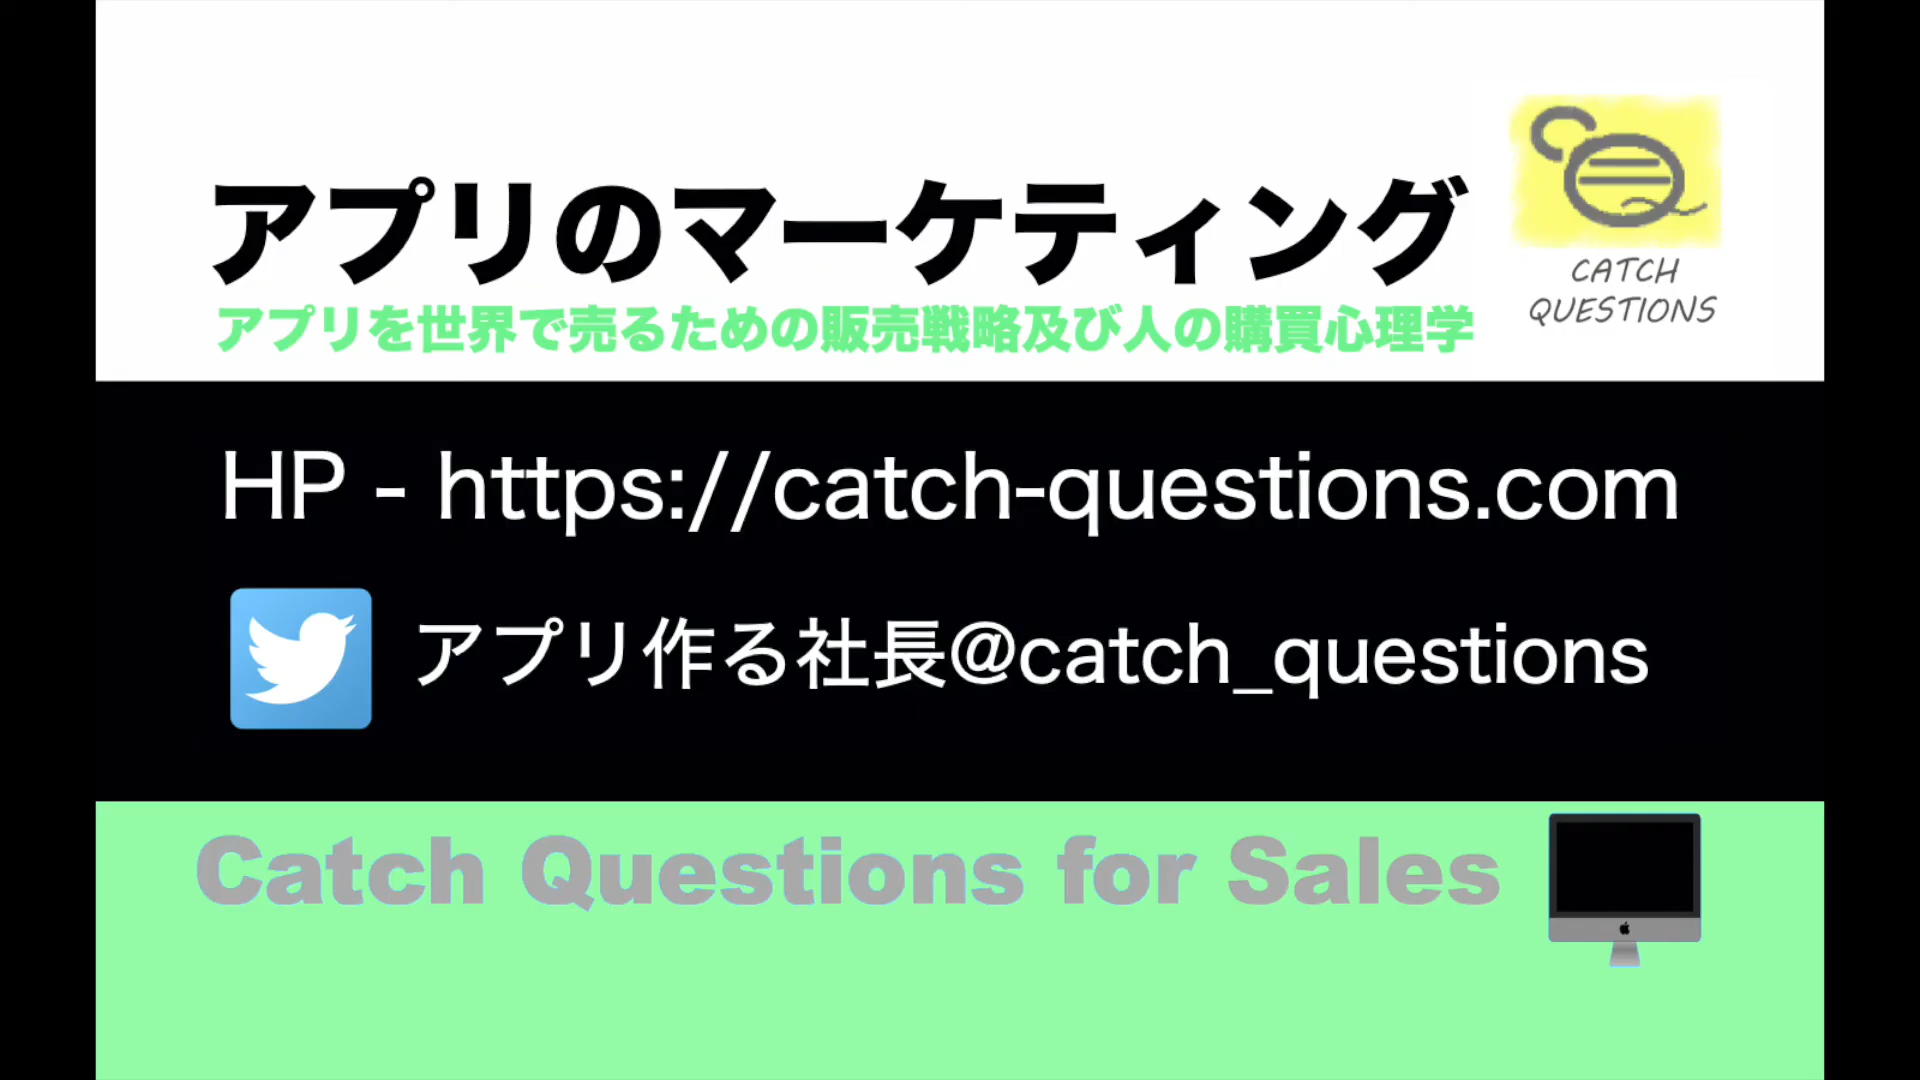 アプリのマーケティング
アプリを世界で売るための販売戦略及び人の購買心理学
CATCH
QUESTIONS
HP - https://catch-questions.com
アプリ作る社長@catch_questions
Catch Questions for Sales